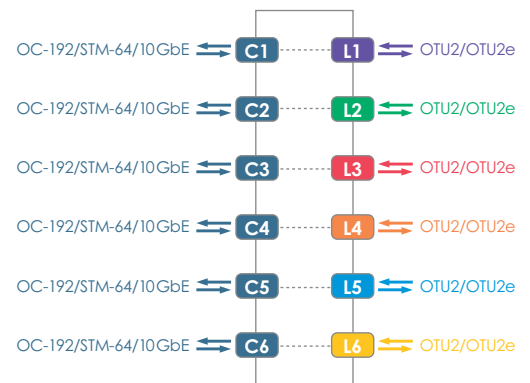 OC-192/STM-64/10GbE C1 L1 OTU2/OTU2e
OC-192/STM-64/10GbE C2 L2 OTU2/OTU2e
OC-192/STM-64/10GbE C3 L3 OTU2/OTU2e
OC-192/STM-64/10GbE C4 L4 OTU2/OTU2e
OC-192/STM-64/10GbE C5 L5 OTU2/OTU2e
OC-192/STM-64/10GbE C6 L6 OTU2/OTU2e